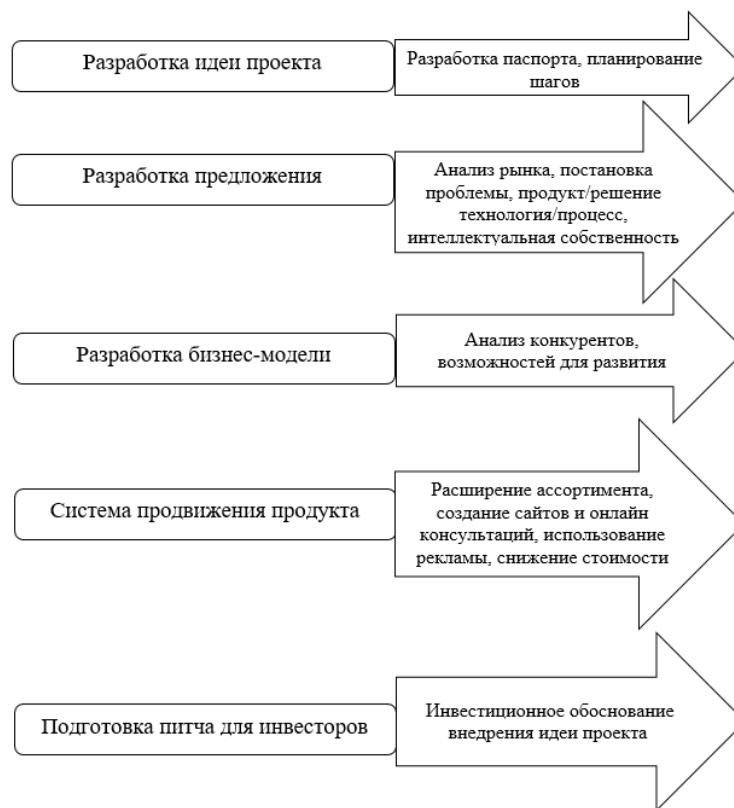 Разработка идеи проекта
Разработка паспорта, планирование
шагов
Разработка предложения
Анализ рынка, постановка
проблемы, продукт/решение
технология/процесс,
интеллектуальная собственность
Разработка бизнес-модели
Анализ конкурентов,
возможностей для развития
Система продвижения продукта
Расширение ассортимента,
создание сайтов и онлайн
консультаций, использование
рекламы, снижение стоимости
Подготовка питча для инвесторов
Инвестиционное обоснование
внедрения идеи проекта